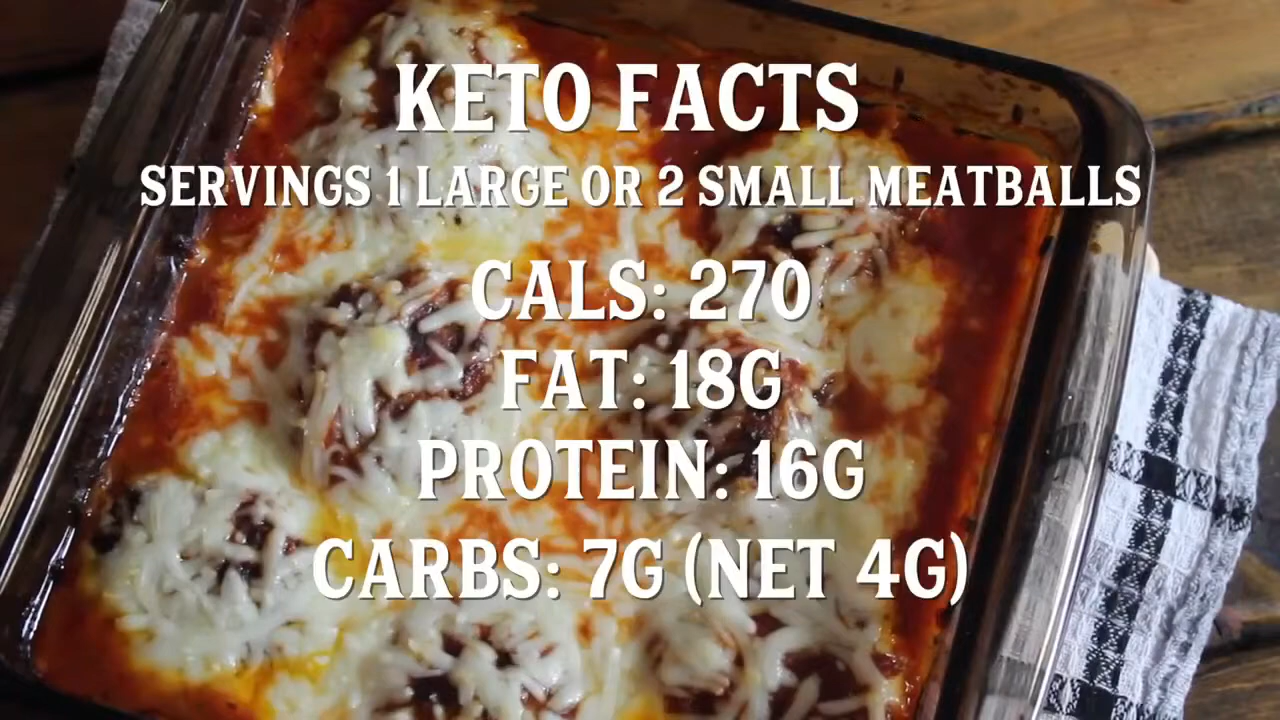 KETO FACTS
SERVINGS 1 LARGE OR 2 SMALL MEATBALLS
CALS: 270
FAT: 18G
PROTEIN: 16G
CARBS: 7G (NET 4G)